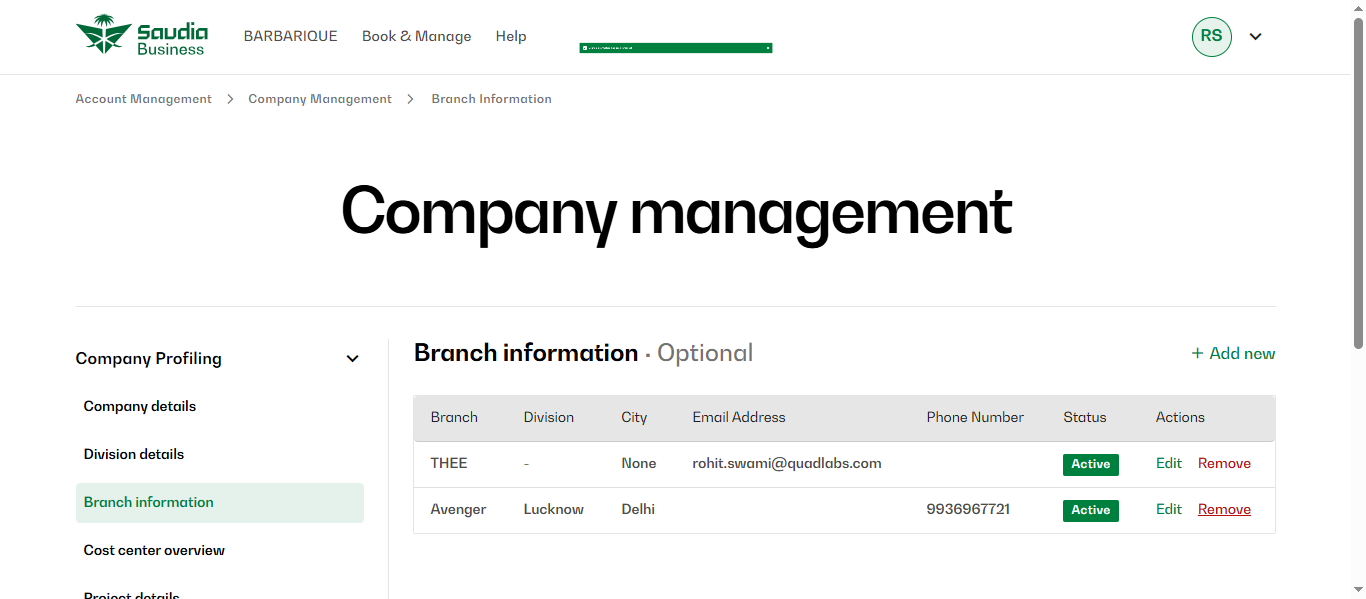 Saudia
Business
BARBARIQUE Book & Manage Help
RS
Account Management > Company Management > Branch Information
Company management
Company Profiling
Company details
Division details
Branch information
Cost center overview
Project details
Branch information · Optional
+ Add new
Branch Division City Email Address Phone Number Status Actions
THEE - None rohit.swami@quadlabs.com Active Edit Remove
Avenger Lucknow Delhi 9936967721 Active Edit Remove